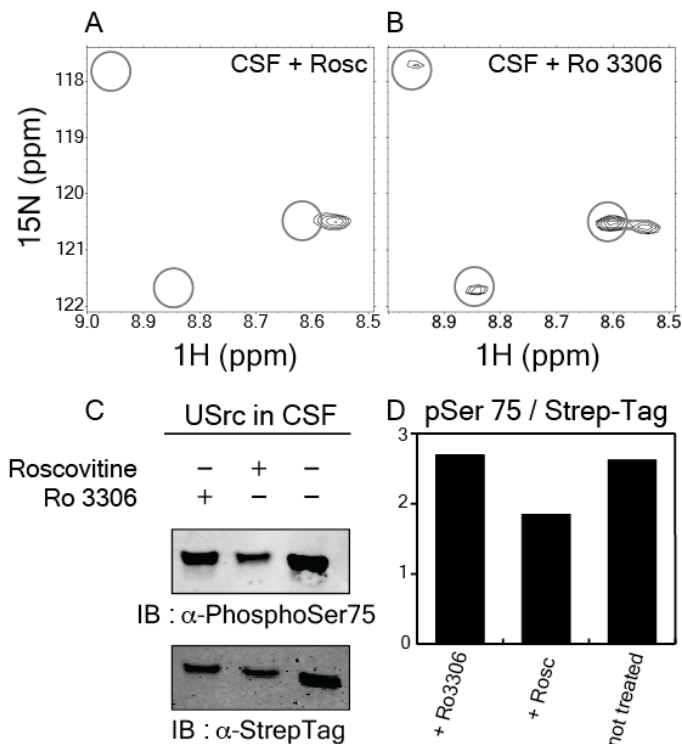 A
B
CSF + Rosc
CSF + Ro 3306
118
119
120
121
122
15N (ppm)
9.0 8.9 8.8 8.7 8.6 8.5
8.9 8.8 8.7 8.6 8.5
1H (ppm)
1H (ppm)
C
USrc in CSF
Roscovitine – + –
Ro 3306 + – –
IB : α-PhosphoSer75
IB : α-StrepTag
D
pSer 75 / Strep-Tag
3
2
1
0
+ Ro3306
+ Rosc
not treated